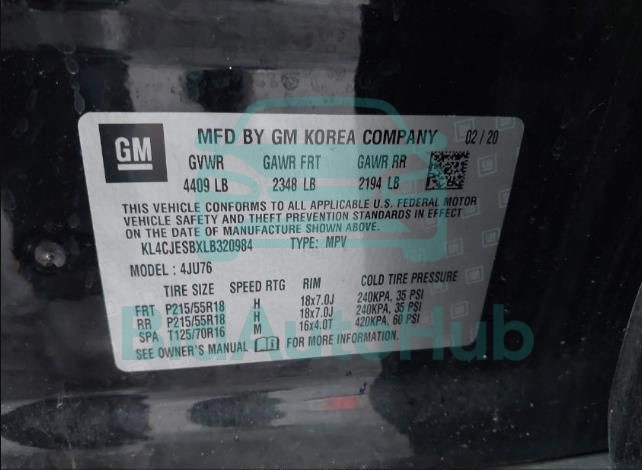 GM
MFD BY GM KOREA COMPANY 02/20
GVWR GAWR FRT GAWR RR
4409 LB 2348 LB 2194 LB
THIS VEHICLE CONFORMS TO ALL APPLICABLE U.S. FEDERAL MOTOR
VEHICLE SAFETY AND THEFT PREVENTION STANDARDS IN EFFECT
ON THE DATE OF MANUFACTURE SHOWN ABOVE.
KL4CJESBXLB320984 TYPE: MPV
MODEL: 4JU76
TIRE SIZE SPEED RTG RIM COLD TIRE PRESSURE
FRT P215/55R18 H 18x7.0J 240KPA, 35 PSI
RR P215/55R18 H 18x7.0J 240KPA, 35 PSI
SPA T125/70R16 M 16x4.0T 420KPA, 60 PSI
SEE OWNER'S MANUAL FOR MORE INFORMATION.
AutoHub